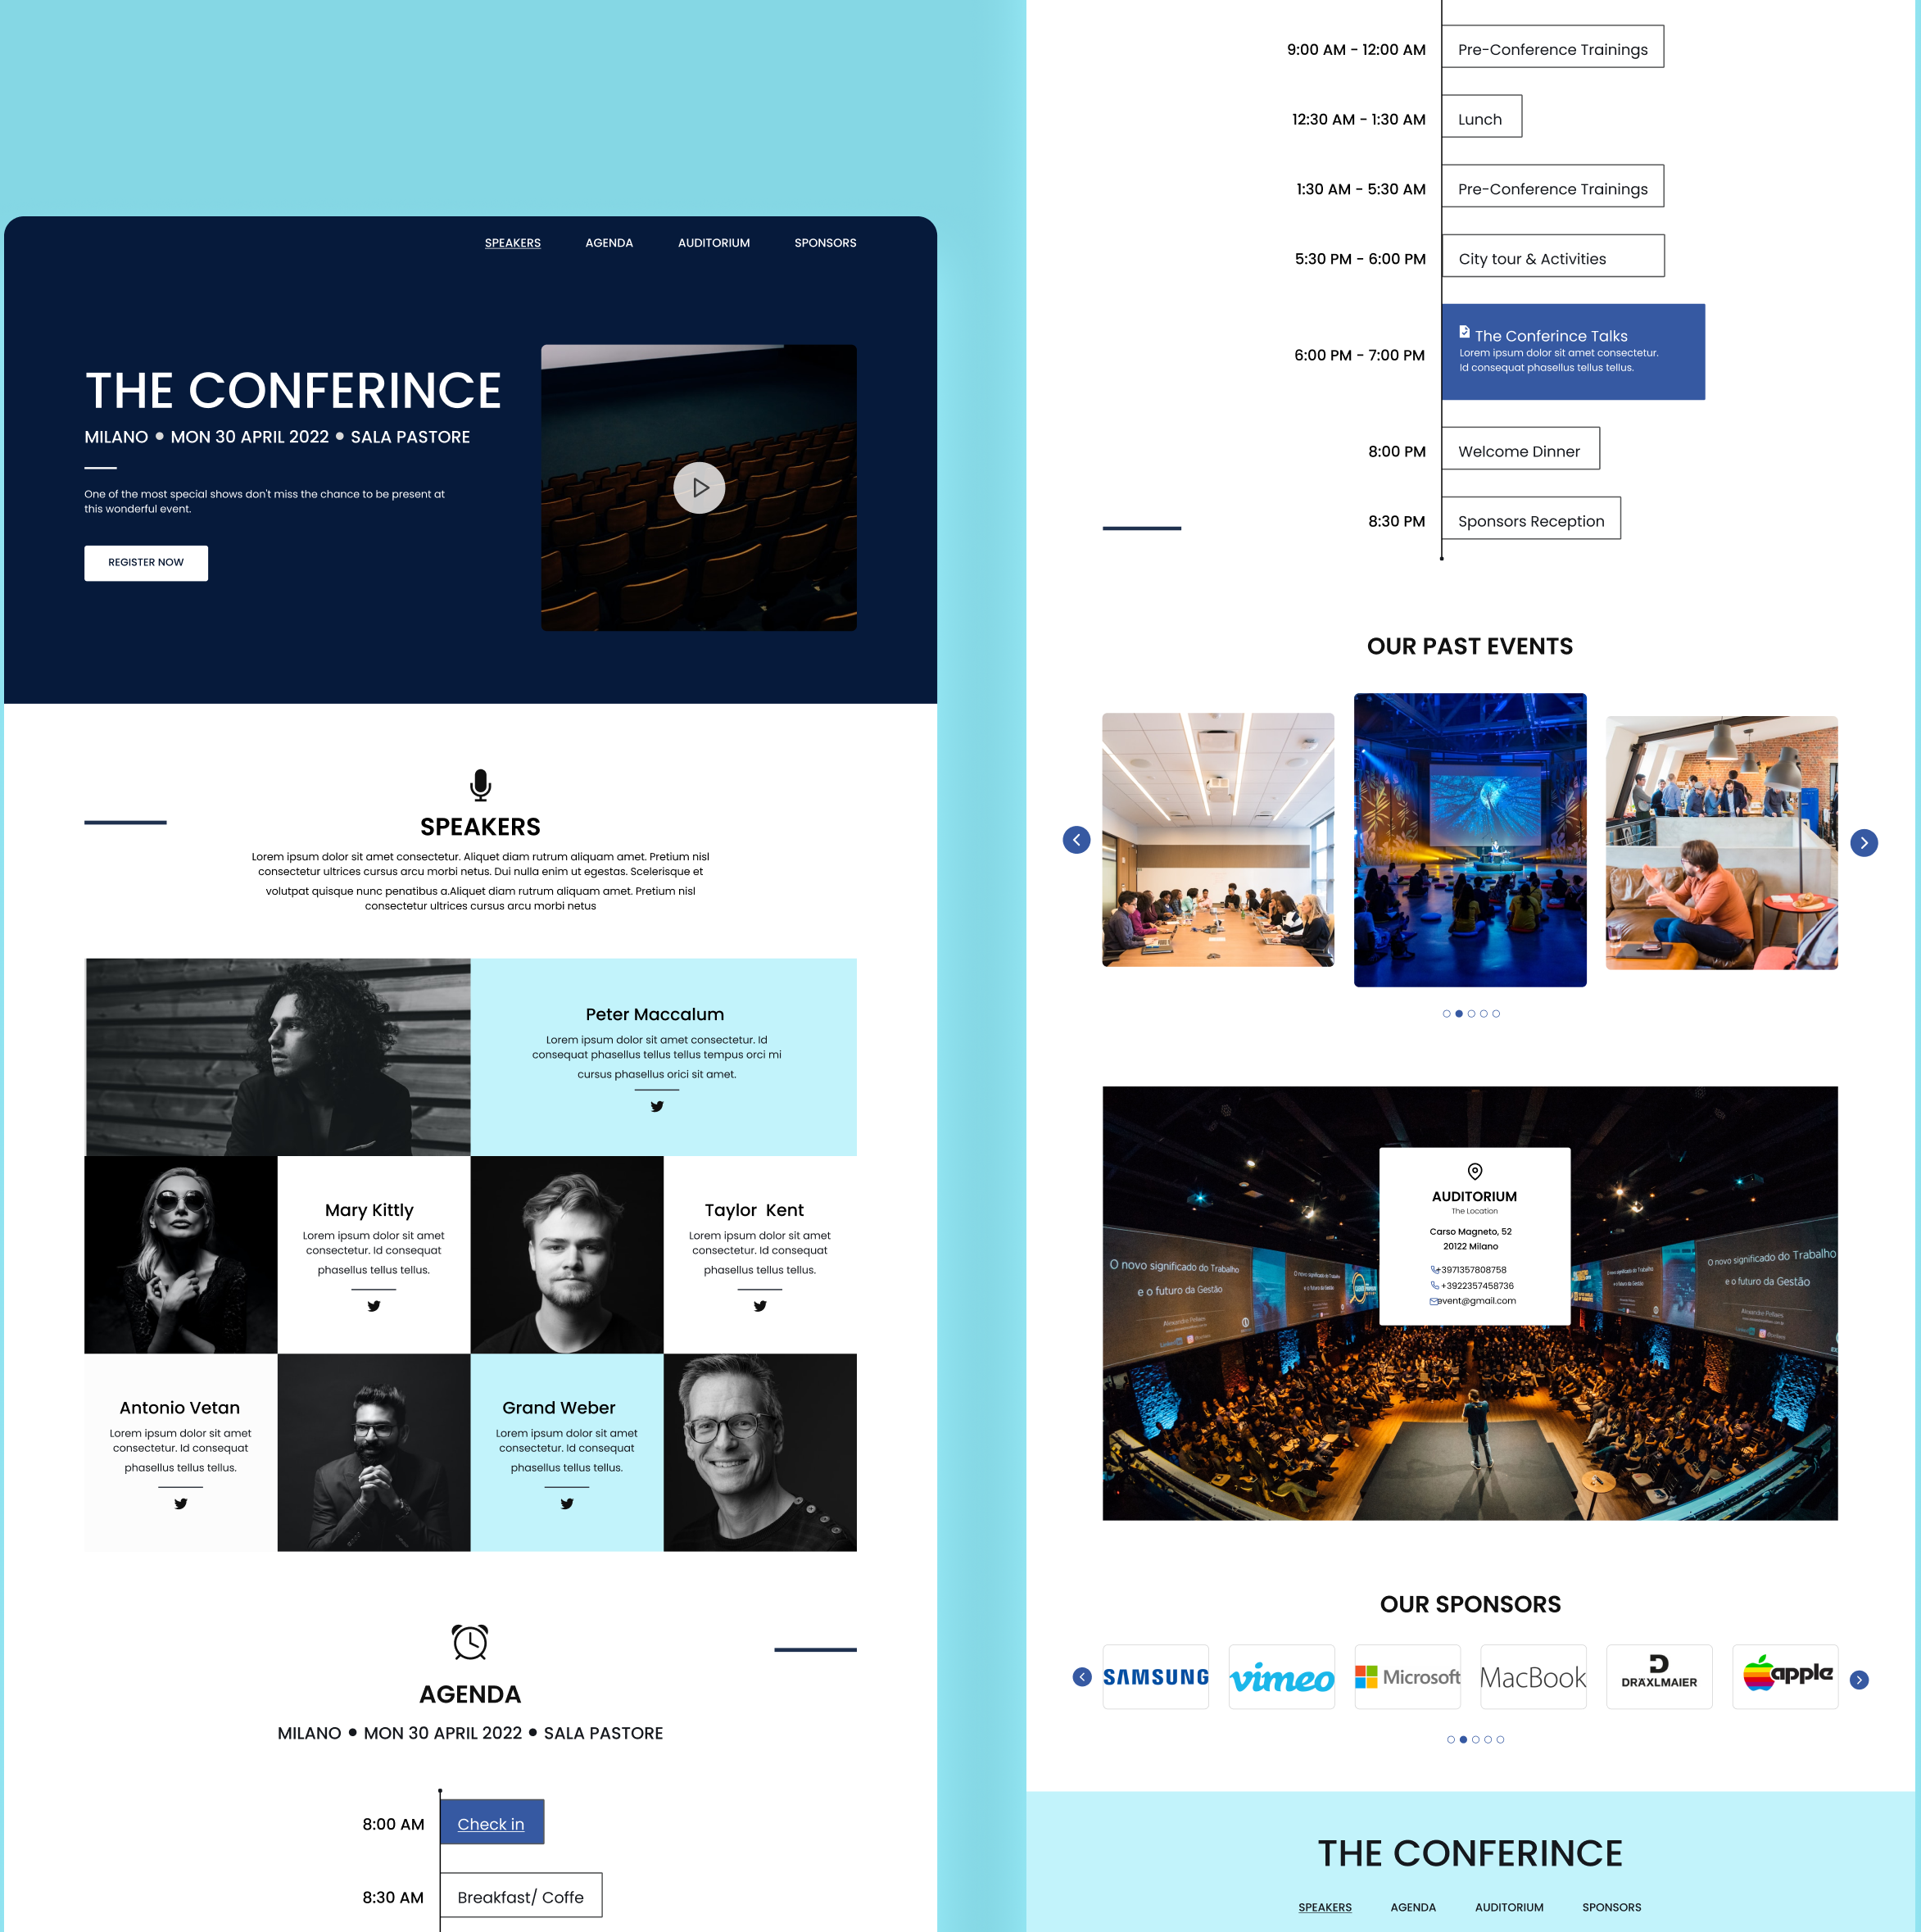 SPEAKERS AGENDA AUDITORIUM SPONSORS
THE CONFERINCE
MILANO • MON 30 APRIL 2022 • SALA PASTORE
One of the most special shows don't miss the chance to be present at
this wonderful event.
REGISTER NOW
SPEAKERS
Lorem ipsum dolor sit amet consectetur. Aliquet diam rutrum aliquam amet. Pretium nisl
consectetur ultrices cursus arcu morbi netus. Dui nulla enim ut egestas. Scelerisque et
volutpat quisque nunc penatibus a.Aliquet diam rutrum aliquam amet. Pretium nisl
consectetur ultrices cursus arcu morbi netus
Peter Maccalum
Lorem ipsum dolor sit amet consectetur. Id
consequat phasellus tellus tellus tempus orci mi
cursus phasellus orici sit amet.
Mary Kittly
Lorem ipsum dolor sit amet
consectetur. Id consequat
phasellus tellus tellus.
Taylor Kent
Lorem ipsum dolor sit amet
consectetur. Id consequat
phasellus tellus tellus.
Antonio Vetan
Lorem ipsum dolor sit amet
consectetur. Id consequat
phasellus tellus tellus.
Grand Weber
Lorem ipsum dolor sit amet
consectetur. Id consequat
phasellus tellus tellus.
AGENDA
MILANO • MON 30 APRIL 2022 • SALA PASTORE
8:00 AM Check in
8:30 AM Breakfast/ Coffe
9:00 AM - 12:00 AM Pre-Conference Trainings
12:30 AM - 1:30 AM Lunch
1:30 AM - 5:30 AM Pre-Conference Trainings
5:30 PM - 6:00 PM City tour & Activities
6:00 PM - 7:00 PM The Conferince Talks
Lorem ipsum dolor sit amet consectetur.
Id consequat phasellus tellus tellus.
8:00 PM Welcome Dinner
8:30 PM Sponsors Reception
OUR PAST EVENTS
AUDITORIUM
The Location
Carso Magneto, 52
20122 Milano
+3971357808758
+3922357458736
event@gmail.com
O novo significado do Trabalho
e o futuro da Gestão
O novo significado do Trabalho
e o futuro da Gestão
OUR SPONSORS
SAMSUNG
vimeo
Microsoft
MacBook
DRÄXLMAIER
apple
THE CONFERINCE
SPEAKERS AGENDA AUDITORIUM SPONSORS